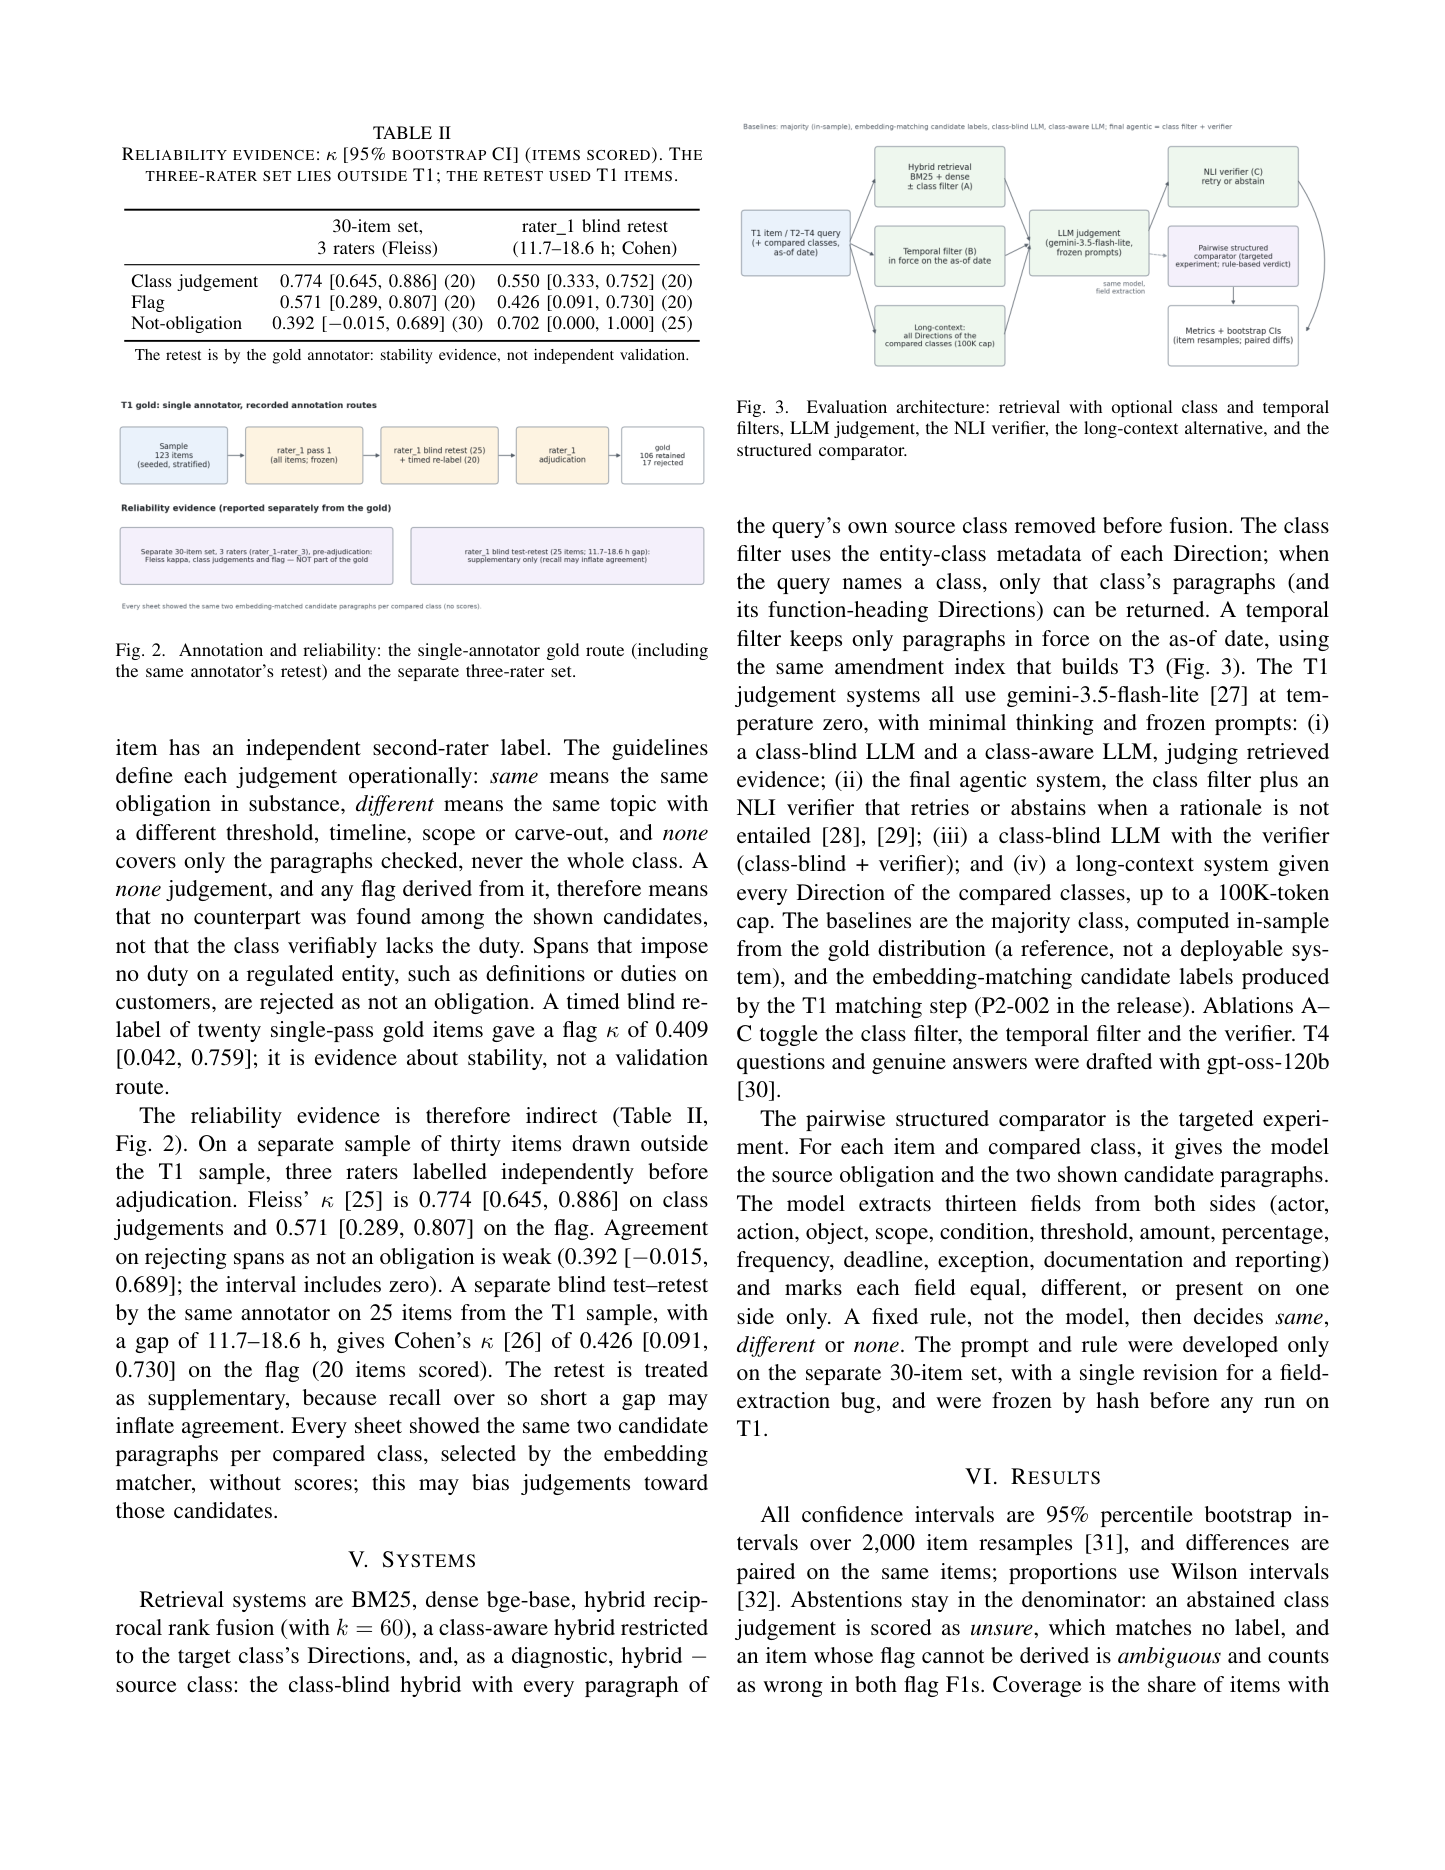 TABLE II
RELIABILITY EVIDENCE: κ [95% BOOTSTRAP CI] (ITEMS SCORED). THE
THREE-RATER SET LIES OUTSIDE T1; THE RETEST USED T1 ITEMS.
30-item set, rater_1 blind retest
3 raters (Fleiss) (11.7–18.6 h; Cohen)
Class judgement 0.774 [0.645, 0.886] (20) 0.550 [0.333, 0.752] (20)
Flag 0.571 [0.289, 0.807] (20) 0.426 [0.091, 0.730] (20)
Not-obligation 0.392 [−0.015, 0.689] (30) 0.702 [0.000, 1.000] (25)
The retest is by the gold annotator: stability evidence, not independent validation.
T1 gold: single annotator, recorded annotation routes
Sample
123 items
(seeded, stratified)
rater_1 pass 1
(all items; frozen)
rater_1 blind retest (25)
+ timed re-label (20)
rater_1
adjudication
gold
106 retained
17 rejected
Reliability evidence (reported separately from the gold)
Separate 30-item set, 3 raters (rater_1–rater_3), pre-adjudication:
Fleiss kappa, class judgements and flag — NOT part of the gold
rater_1 blind test-retest (25 items; 11.7–18.6 h gap):
supplementary only (recall may inflate agreement)
Every sheet showed the same two embedding-matched candidate paragraphs per compared class (no scores).
Fig. 2. Annotation and reliability: the single-annotator gold route (including
the same annotator's retest) and the separate three-rater set.
item has an independent second-rater label. The guidelines
define each judgement operationally: same means the same
obligation in substance, different means the same topic with
a different threshold, timeline, scope or carve-out, and none
covers only the paragraphs checked, never the whole class. A
none judgement, and any flag derived from it, therefore means
that no counterpart was found among the shown candidates,
not that the class verifiably lacks the duty. Spans that impose
no duty on a regulated entity, such as definitions or duties on
customers, are rejected as not an obligation. A timed blind re-
label of twenty single-pass gold items gave a flag κ of 0.409
[0.042, 0.759]; it is evidence about stability, not a validation
route.
The reliability evidence is therefore indirect (Table II,
Fig. 2). On a separate sample of thirty items drawn outside
the T1 sample, three raters labelled independently before
adjudication. Fleiss' κ [25] is 0.774 [0.645, 0.886] on class
judgements and 0.571 [0.289, 0.807] on the flag. Agreement
on rejecting spans as not an obligation is weak (0.392 [−0.015,
0.689]; the interval includes zero). A separate blind test–retest
by the same annotator on 25 items from the T1 sample, with
a gap of 11.7–18.6 h, gives Cohen's κ [26] of 0.426 [0.091,
0.730] on the flag (20 items scored). The retest is treated
as supplementary, because recall over so short a gap may
inflate agreement. Every sheet showed the same two candidate
paragraphs per compared class, selected by the embedding
matcher, without scores; this may bias judgements toward
those candidates.
V. SYSTEMS
Retrieval systems are BM25, dense bge-base, hybrid recip-
rocal rank fusion (with k = 60), a class-aware hybrid restricted
to the target class's Directions, and, as a diagnostic, hybrid −
source class: the class-blind hybrid with every paragraph of
Baselines: majority (in-sample), embedding-matching candidate labels, class-blind LLM, class-aware LLM; final agentic = class filter + verifier
T1 item / T2–T4 query
(+ compared classes,
as-of date)
Hybrid retrieval
BM25 + dense
± class filter (A)
Temporal filter (B)
in force on the as-of date
Long-context:
all Directions of the
compared classes (100K cap)
LLM judgement
(gemini-3.5-flash-lite,
frozen prompts)
same model,
field extraction
NLI verifier (C)
retry or abstain
Pairwise structured
comparator (targeted
experiment; rule-based verdict)
Metrics + bootstrap CIs
(item resamples; paired diffs)
Fig. 3. Evaluation architecture: retrieval with optional class and temporal
filters, LLM judgement, the NLI verifier, the long-context alternative, and the
structured comparator.
the query's own source class removed before fusion. The class
filter uses the entity-class metadata of each Direction; when
the query names a class, only that class's paragraphs (and
its function-heading Directions) can be returned. A temporal
filter keeps only paragraphs in force on the as-of date, using
the same amendment index that builds T3 (Fig. 3). The T1
judgement systems all use gemini-3.5-flash-lite [27] at tem-
perature zero, with minimal thinking and frozen prompts: (i)
a class-blind LLM and a class-aware LLM, judging retrieved
evidence; (ii) the final agentic system, the class filter plus an
NLI verifier that retries or abstains when a rationale is not
entailed [28], [29]; (iii) a class-blind LLM with the verifier
(class-blind + verifier); and (iv) a long-context system given
every Direction of the compared classes, up to a 100K-token
cap. The baselines are the majority class, computed in-sample
from the gold distribution (a reference, not a deployable sys-
tem), and the embedding-matching candidate labels produced
by the T1 matching step (P2-002 in the release). Ablations A–
C toggle the class filter, the temporal filter and the verifier. T4
questions and genuine answers were drafted with gpt-oss-120b
[30].
The pairwise structured comparator is the targeted experi-
ment. For each item and compared class, it gives the model
the source obligation and the two shown candidate paragraphs.
The model extracts thirteen fields from both sides (actor,
action, object, scope, condition, threshold, amount, percentage,
frequency, deadline, exception, documentation and reporting)
and marks each field equal, different, or present on one
side only. A fixed rule, not the model, then decides same,
different or none. The prompt and rule were developed only
on the separate 30-item set, with a single revision for a field-
extraction bug, and were frozen by hash before any run on
T1.
VI. RESULTS
All confidence intervals are 95% percentile bootstrap in-
tervals over 2,000 item resamples [31], and differences are
paired on the same items; proportions use Wilson intervals
[32]. Abstentions stay in the denominator: an abstained class
judgement is scored as unsure, which matches no label, and
an item whose flag cannot be derived is ambiguous and counts
as wrong in both flag F1s. Coverage is the share of items with